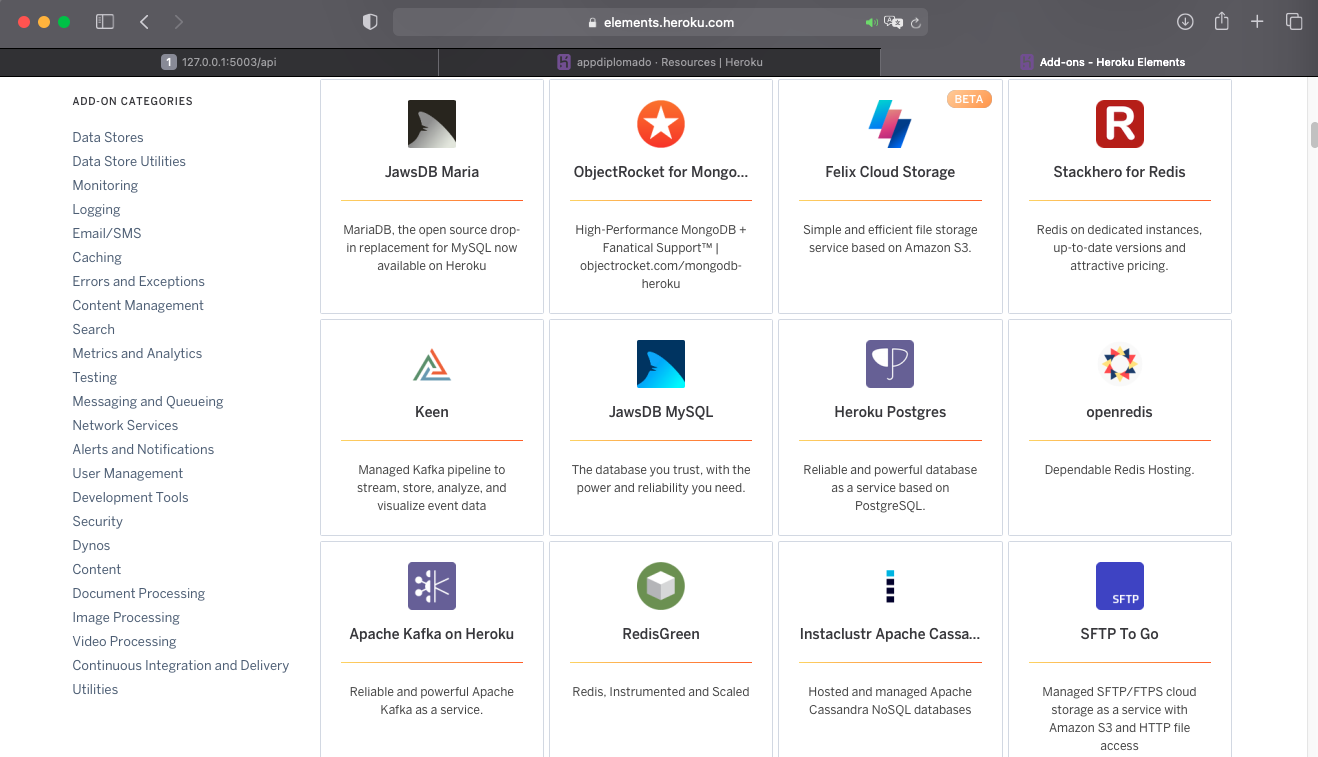 elements.heroku.com
1 127.0.0.1:5003/api
appdiplomado · Resources | Heroku
Add-ons – Heroku Elements
ADD-ON CATEGORIES
Data Stores
Data Store Utilities
Monitoring
Logging
Email/SMS
Caching
Errors and Exceptions
Content Management
Search
Metrics and Analytics
Testing
Messaging and Queueing
Network Services
Alerts and Notifications
User Management
Development Tools
Security
Dynos
Content
Document Processing
Image Processing
Video Processing
Continuous Integration and Delivery
Utilities
JawsDB Maria
MariaDB, the open source drop-
in replacement for MySQL now
available on Heroku
ObjectRocket for Mongo...
High-Performance MongoDB +
Fanatical Support™ |
objectrocket.com/mongodb-
heroku
BETA
Felix Cloud Storage
Simple and efficient file storage
service based on Amazon S3.
R
Stackhero for Redis
Redis on dedicated instances,
up-to-date versions and
attractive pricing.
Keen
Managed Kafka pipeline to
stream, store, analyze, and
visualize event data
JawsDB MySQL
The database you trust, with the
power and reliability you need.
Heroku Postgres
Reliable and powerful database
as a service based on
PostgreSQL.
openredis
Dependable Redis Hosting.
Apache Kafka on Heroku
Reliable and powerful Apache
Kafka as a service.
RedisGreen
Redis, Instrumented and Scaled
Instaclustr Apache Cassa...
Hosted and managed Apache
Cassandra NoSQL databases
SFTP
SFTP To Go
Managed SFTP/FTPS cloud
storage as a service with
Amazon S3 and HTTP file
access